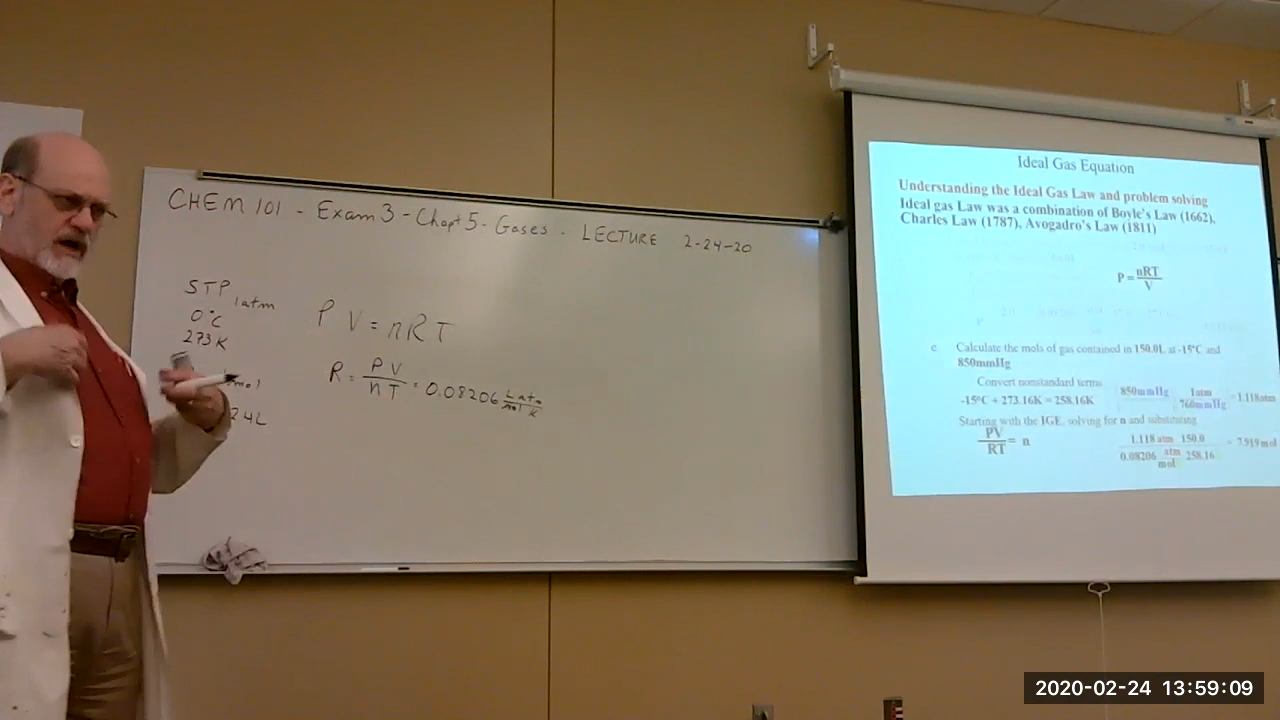 CHEM 101 - Exam 3 - Chapt 5 - Gases - LECTURE 2-24-20
STP
1atm
0°C
273K
mol
2.4L
P V = nRT
R = PV / nT = 0.08206 L atm / mol K
Ideal Gas Equation
Understanding the Ideal Gas Law and problem solving
Ideal gas Law was a combination of Boyle's Law (1662),
Charles Law (1787), Avogadro's Law (1811)
P = nRT / V
e. Calculate the mols of gas contained in 150.0L at -15°C and
850mmHg
Convert nonstandard terms
-15°C + 273.16K = 258.16K
850mmHg 1atm / 760mmHg = 1.118atm
Starting with the IGE, solving for n and substituting
PV / RT = n
1.118 atm 150.0 / 0.08206 atm / mol 258.16 = 7.919 mol
2020-02-24 13:59:09